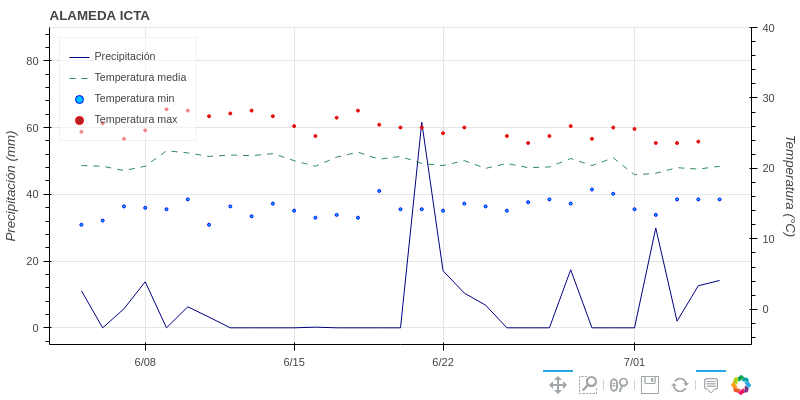 ALAMEDA ICTA
Precipitación
Temperatura media
Temperatura min
Temperatura max
Precipitación (mm)
80
60
40
20
0
Temperatura (°C)
40
30
20
10
0
6/08
6/15
6/22
7/01